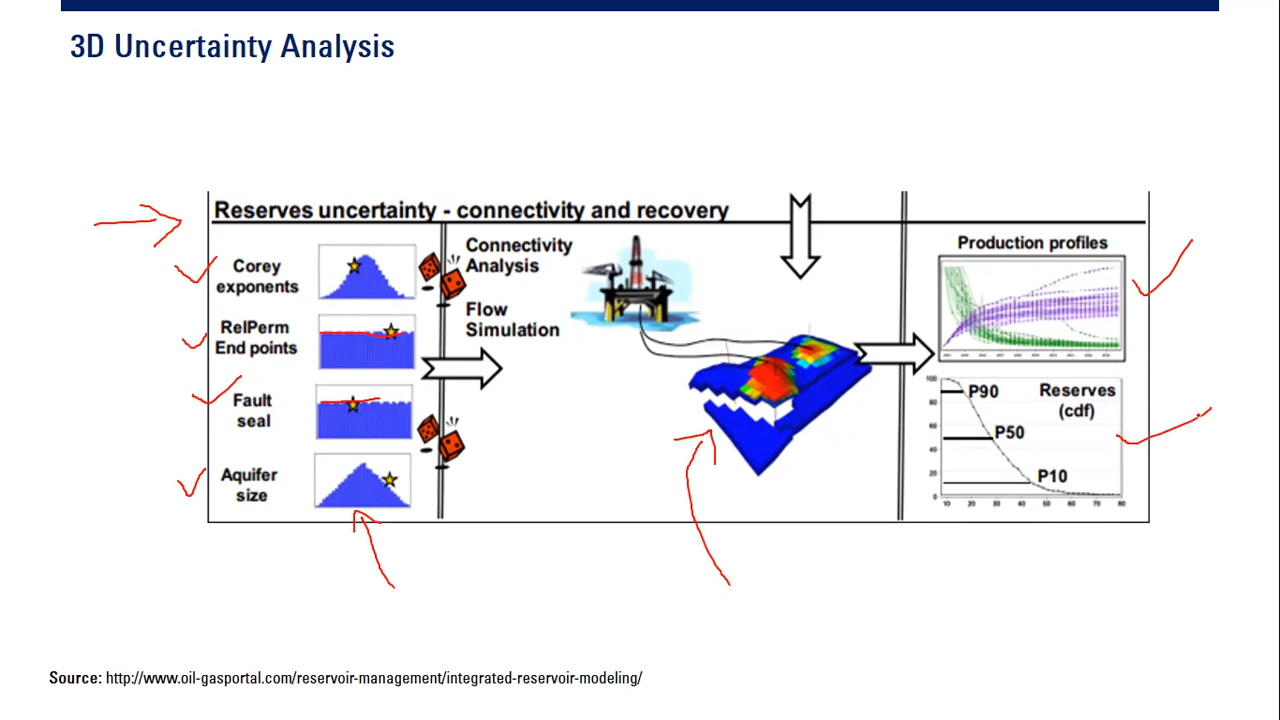 3D Uncertainty Analysis
Reserves uncertainty - connectivity and recovery
Corey
exponents
RelPerm
End points
Fault
seal
Aquifer
size
Connectivity
Analysis
Flow
Simulation
Production profiles
Reserves
(cdf)
P90
P50
P10
100
80
60
40
20
0
10 20 30 40 50 60 70 80
Source: http://www.oil-gasportal.com/reservoir-management/integrated-reservoir-modeling/